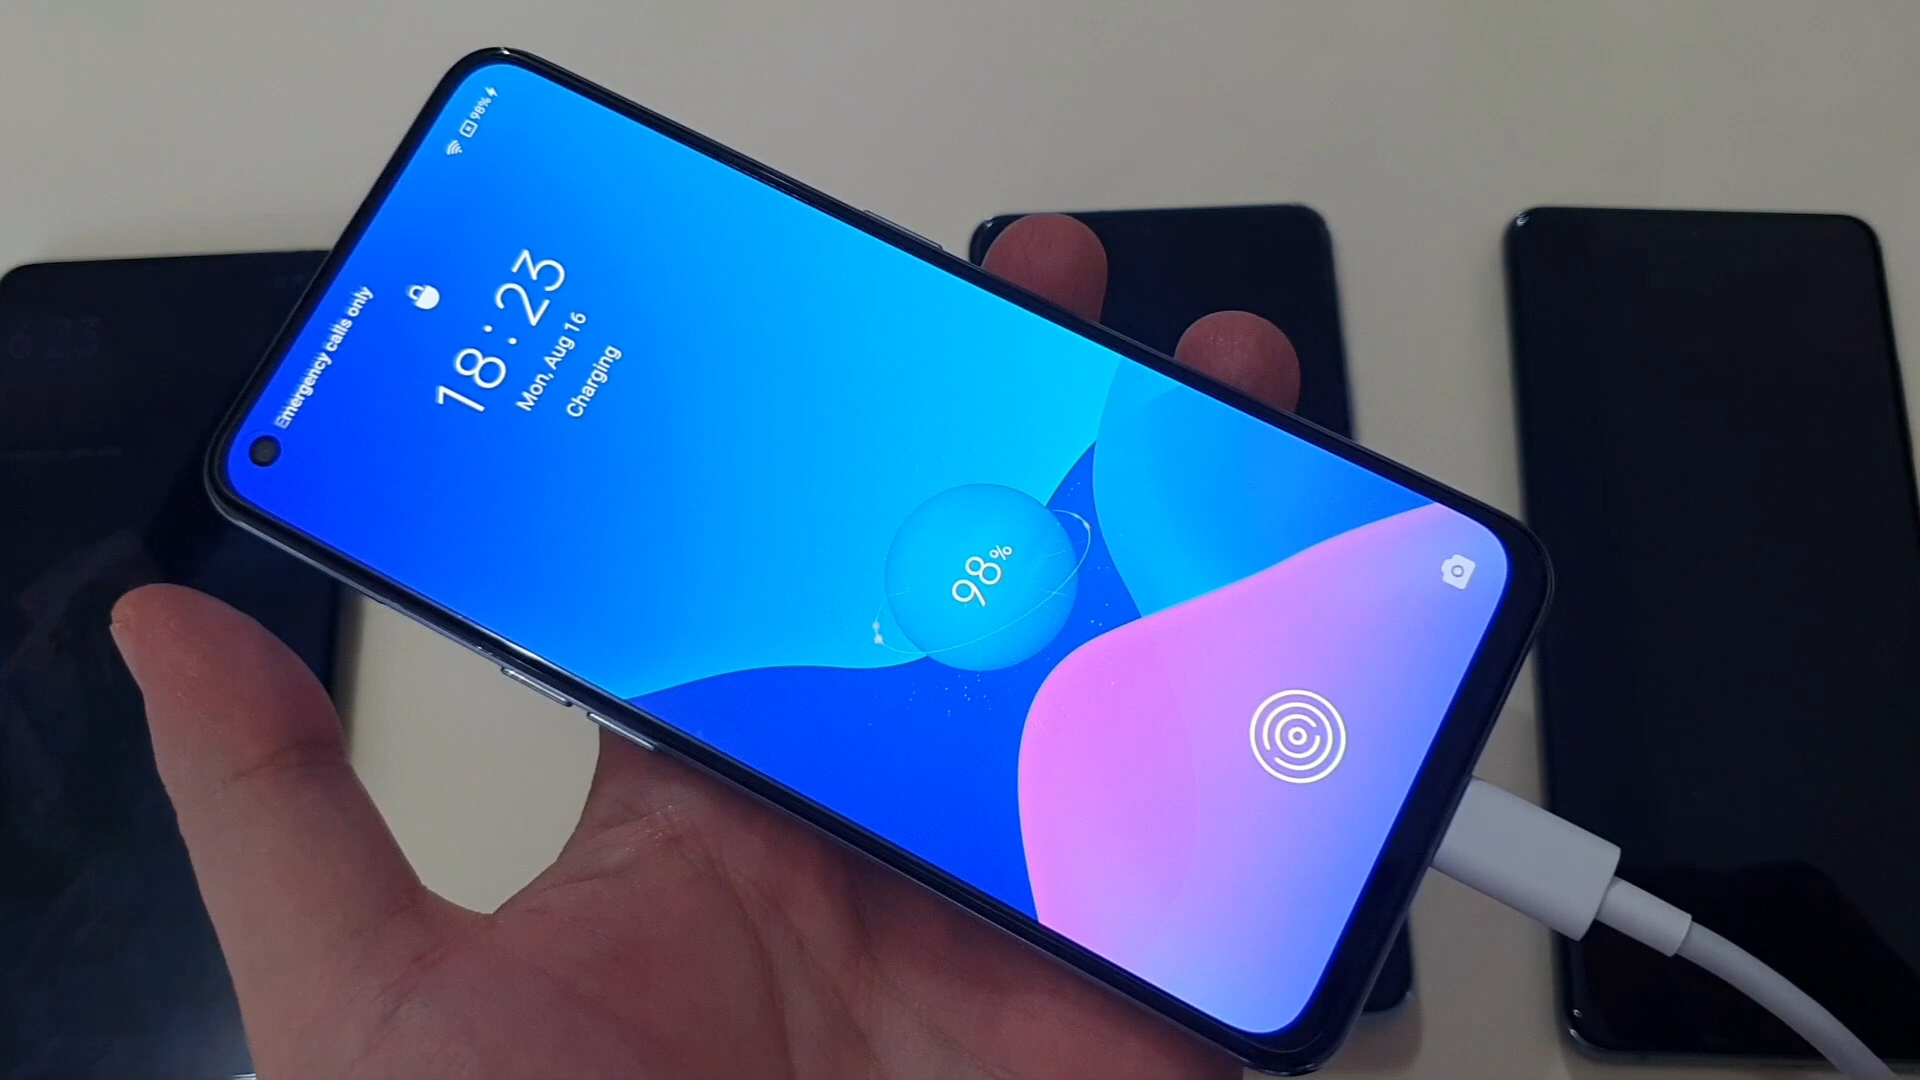 Emergency calls only
98%
18:23
Mon, Aug 16
Charging
98%